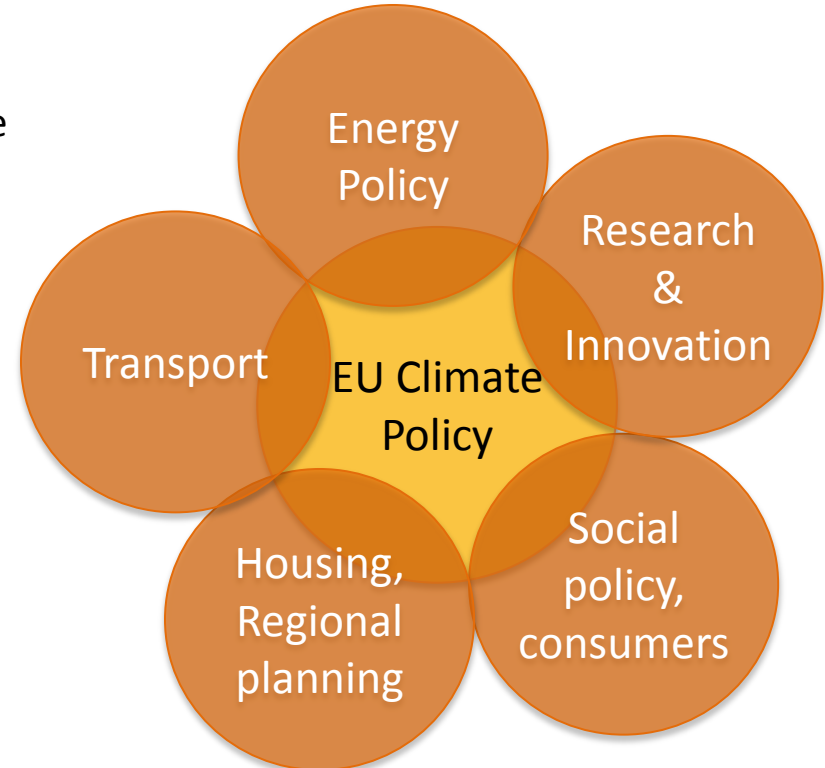 e
Energy
Policy
Research
&
Innovation
Transport
EU Climate
Policy
Social
policy,
consumers
Housing,
Regional
planning